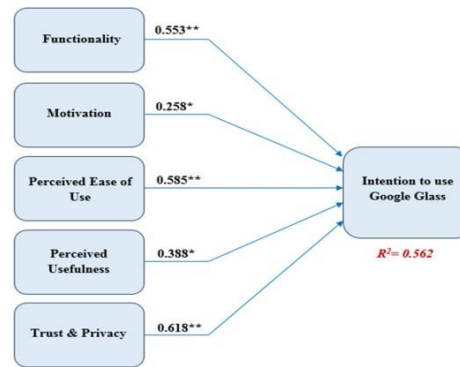 Functionality
0.553**
Motivation
0.258*
Perceived Ease of
Use
0.585**
Perceived
Usefulness
0.388*
Trust & Privacy
0.618**
Intention to use
Google Glass
R²= 0.562